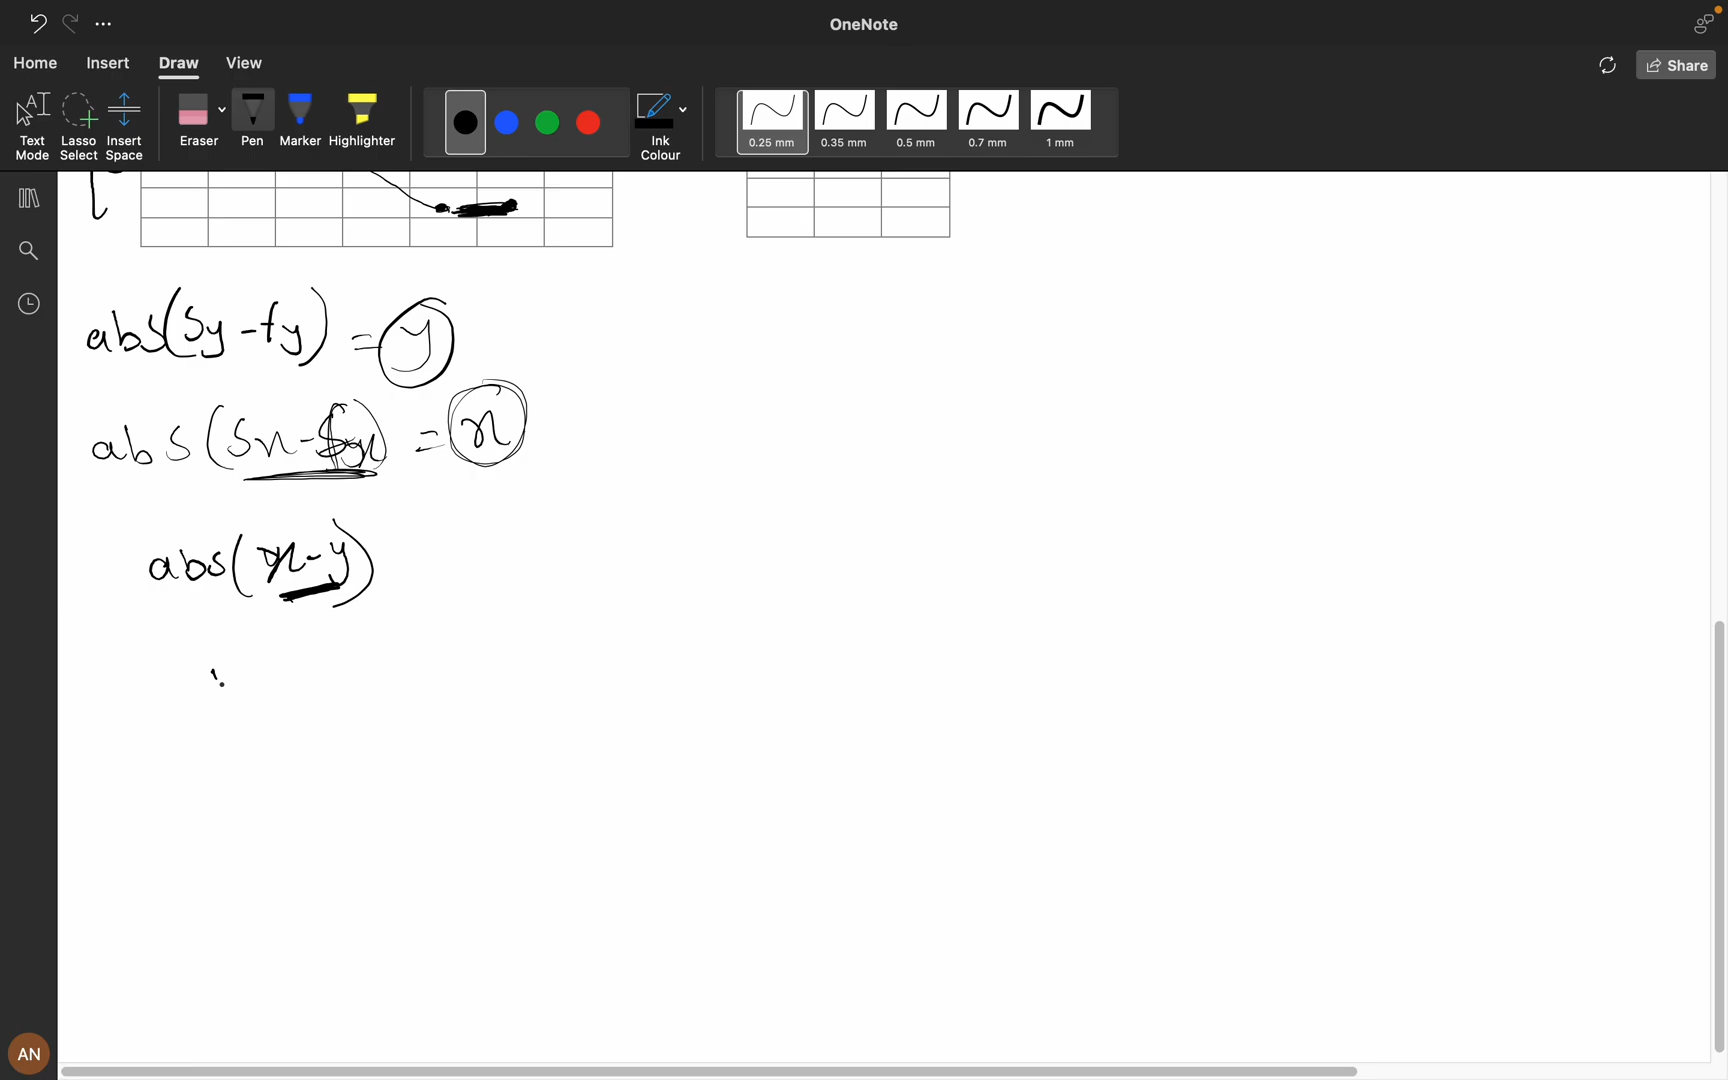 OneNote
Home Insert Draw View
Share
Text Mode
Lasso Select
Insert Space
Eraser
Pen
Marker
Highlighter
Ink Colour
0.25 mm
0.35 mm
0.5 mm
0.7 mm
1 mm
abs(sy-fy) = y
abs(sx-fx) = x
abs(x-y)
AN